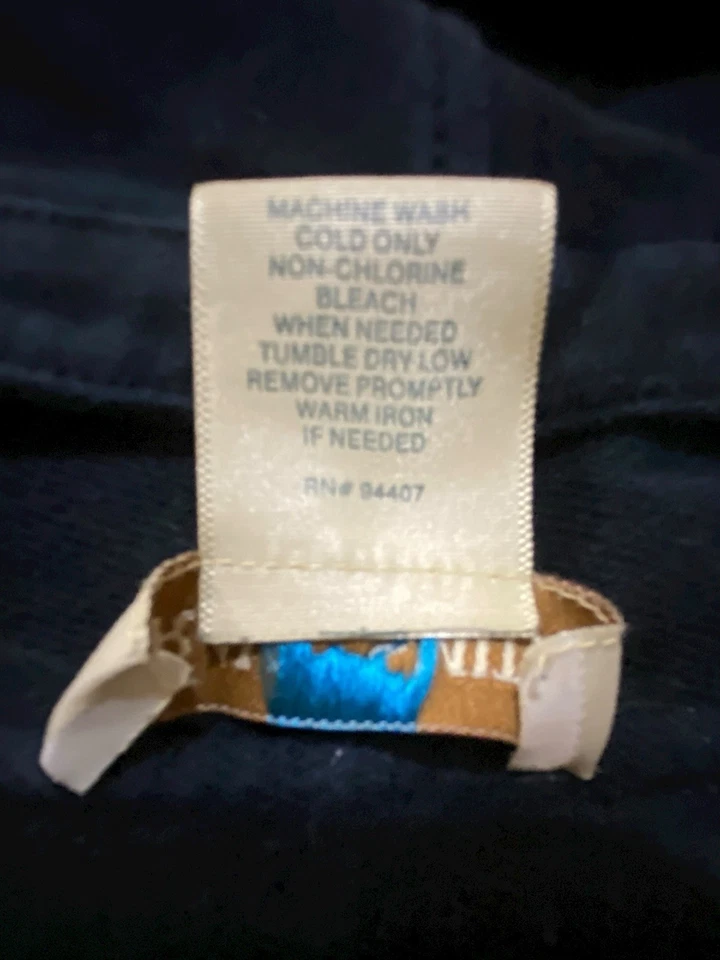 MACHINE WASH
COLD ONLY
NON-CHLORINE
BLEACH
WHEN NEEDED
TUMBLE DRY LOW
REMOVE PROMPTLY
WARM IRON
IF NEEDED
RN# 94407